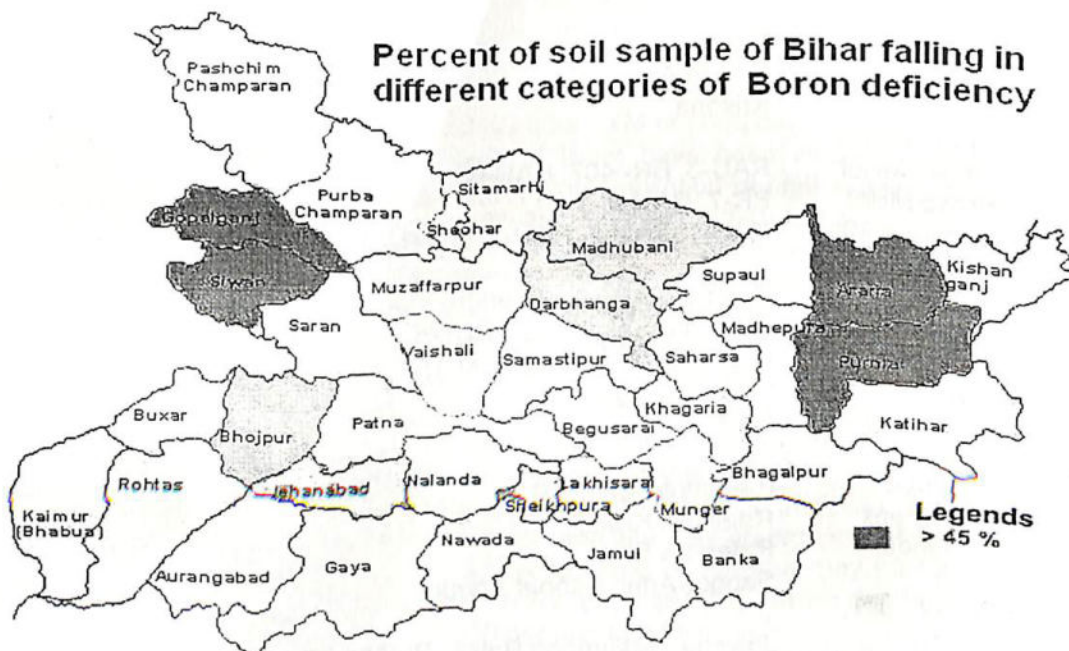 Percent of soil sample of Bihar falling in
different categories of Boron deficiency
Pashchim
Champaran
Purba
Champaran
Sitamarhi
Sheohar
Gopalganj
Siwan
Madhubani
Supaul
Araria
Kishan
ganj
Muzaffarpur
Darbhanga
Saran
Vaishali
Samastipur
Saharsa
Madhepura
Purnia
Katihar
Buxar
Bhojpur
Patna
Begusarai
Khagaria
Rohtas
Jehanabad
Nalanda
Lakhisarai
Sheikhpura
Munger
Bhagalpur
Kaimur
(Bhabua)
Aurangabad
Gaya
Nawada
Jamui
Banka
Legends
> 45 %